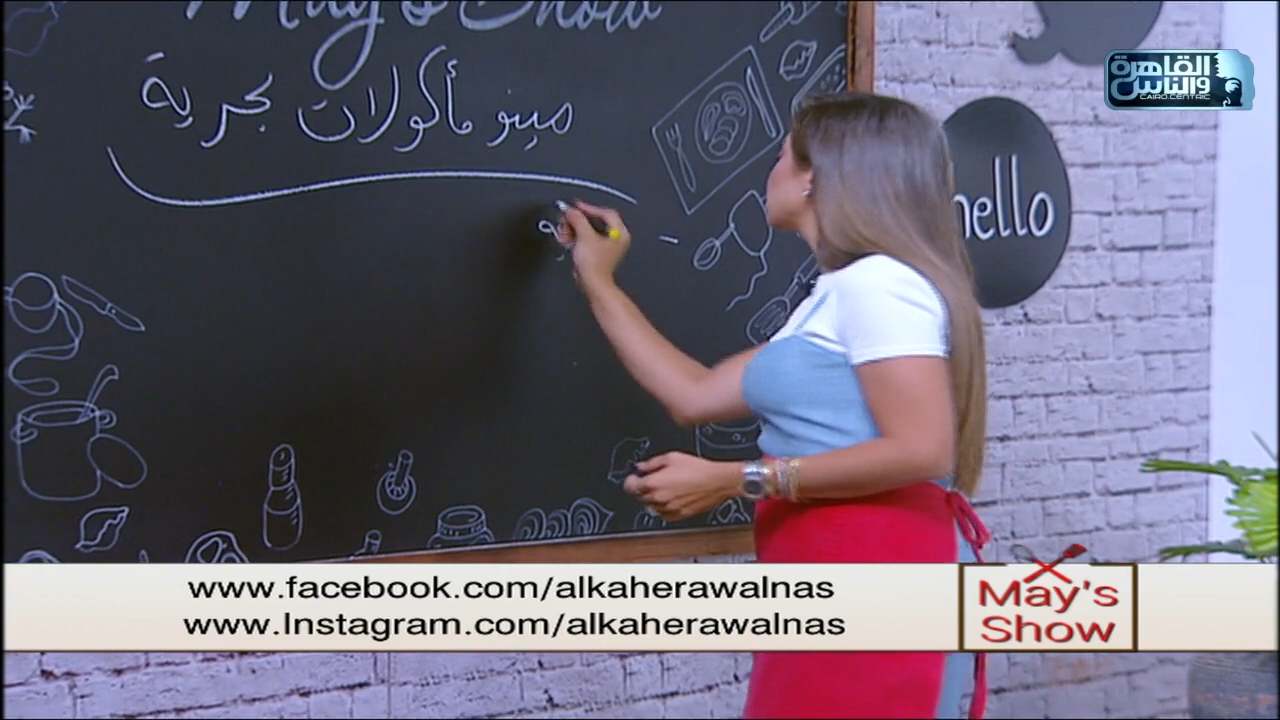 May's Show
القاهرة
والناس
CAIRO.CENTRIC
مينو مأكولات بحرية
hello
www.facebook.com/alkaherawalnas
www.Instagram.com/alkaherawalnas
May's
Show